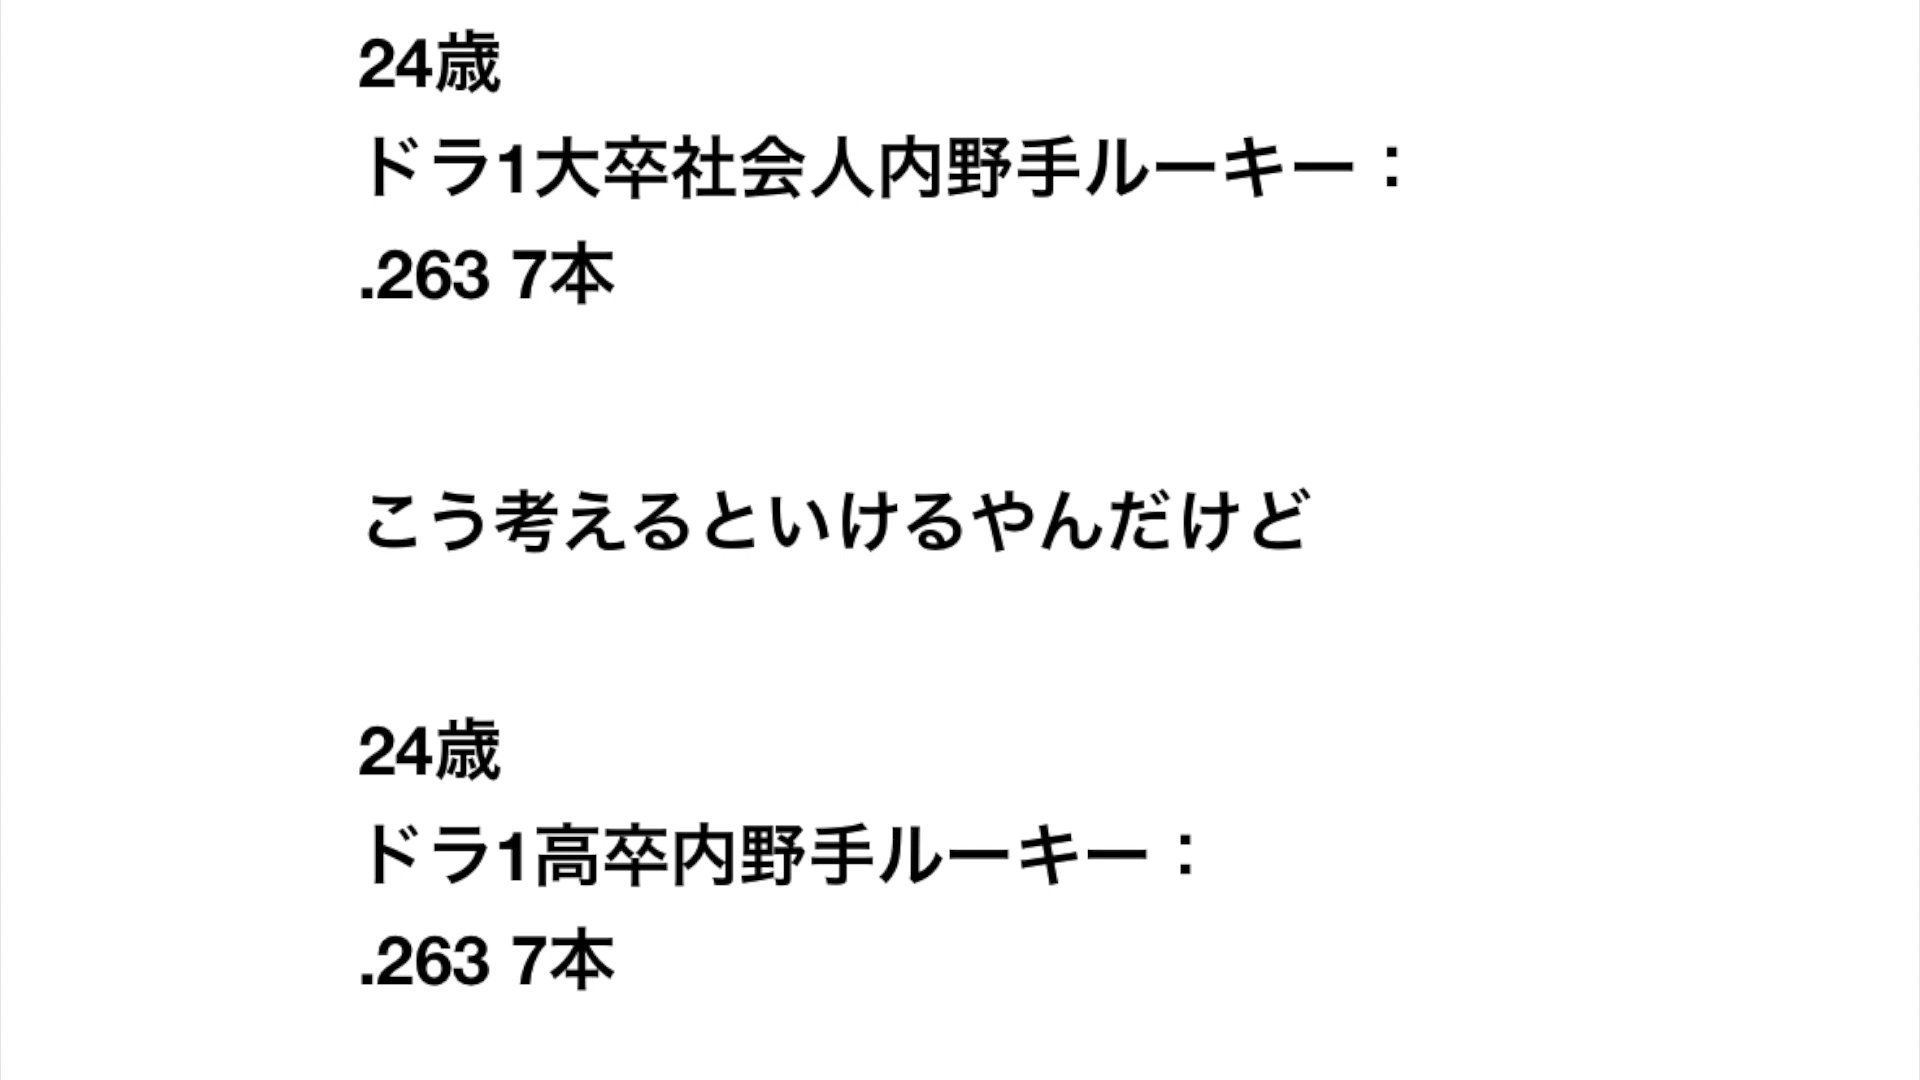 24歳
ドラ1大卒社会人内野手ルーキー：
.263 7本
こう考えるといけるやんだけど
24歳
ドラ1高卒内野手ルーキー：
.263 7本